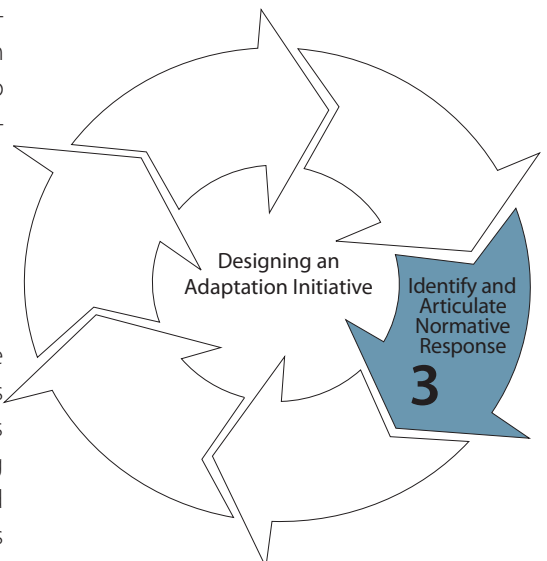 Designing an
Adaptation Initiative
Identify and
Articulate
Normative
Response
3